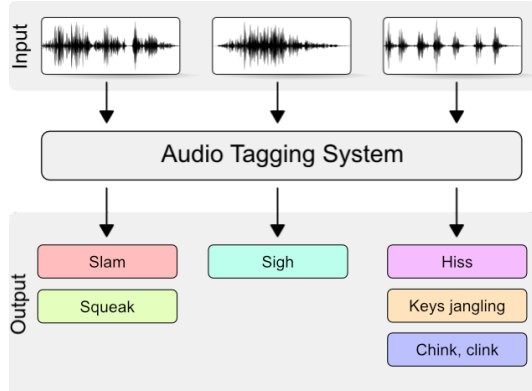 Input
Audio Tagging System
Output
Slam
Sigh
Hiss
Squeak
Keys jangling
Chink, clink